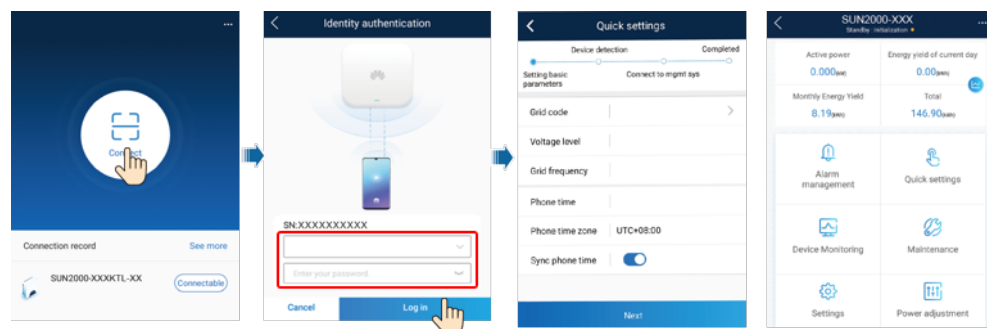 ...
Connect
Connection record
See more
SUN2000-XXXKTL-XX
Connectable
Identity authentication
SN:XXXXXXXXXX
Enter your password.
Cancel
Log in
Quick settings
Device detection
Completed
Setting basic
parameters
Connect to mgmt sys
Grid code
Voltage level
Grid frequency
Phone time
Phone time zone
UTC+08:00
Sync phone time
Next
SUN2000-XXX
...
Standby: initialization
Active power
Energy yield of current day
0.000(kW)
0.00(kWh)
Monthly Energy Yield
Total
8.19(kWh)
146.90(kWh)
Alarm
management
Quick settings
Device Monitoring
Maintenance
Settings
Power adjustment